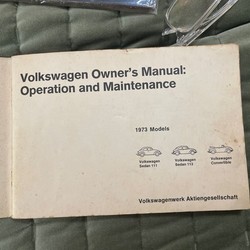 Volkswagen Owner's Manual:
Operation and Maintenance
1973 Models
Volkswagen
Sedan 111
Volkswagen
Sedan 113
Volkswagen
Convertible
Volkswagenwerk Aktiengesellschaft